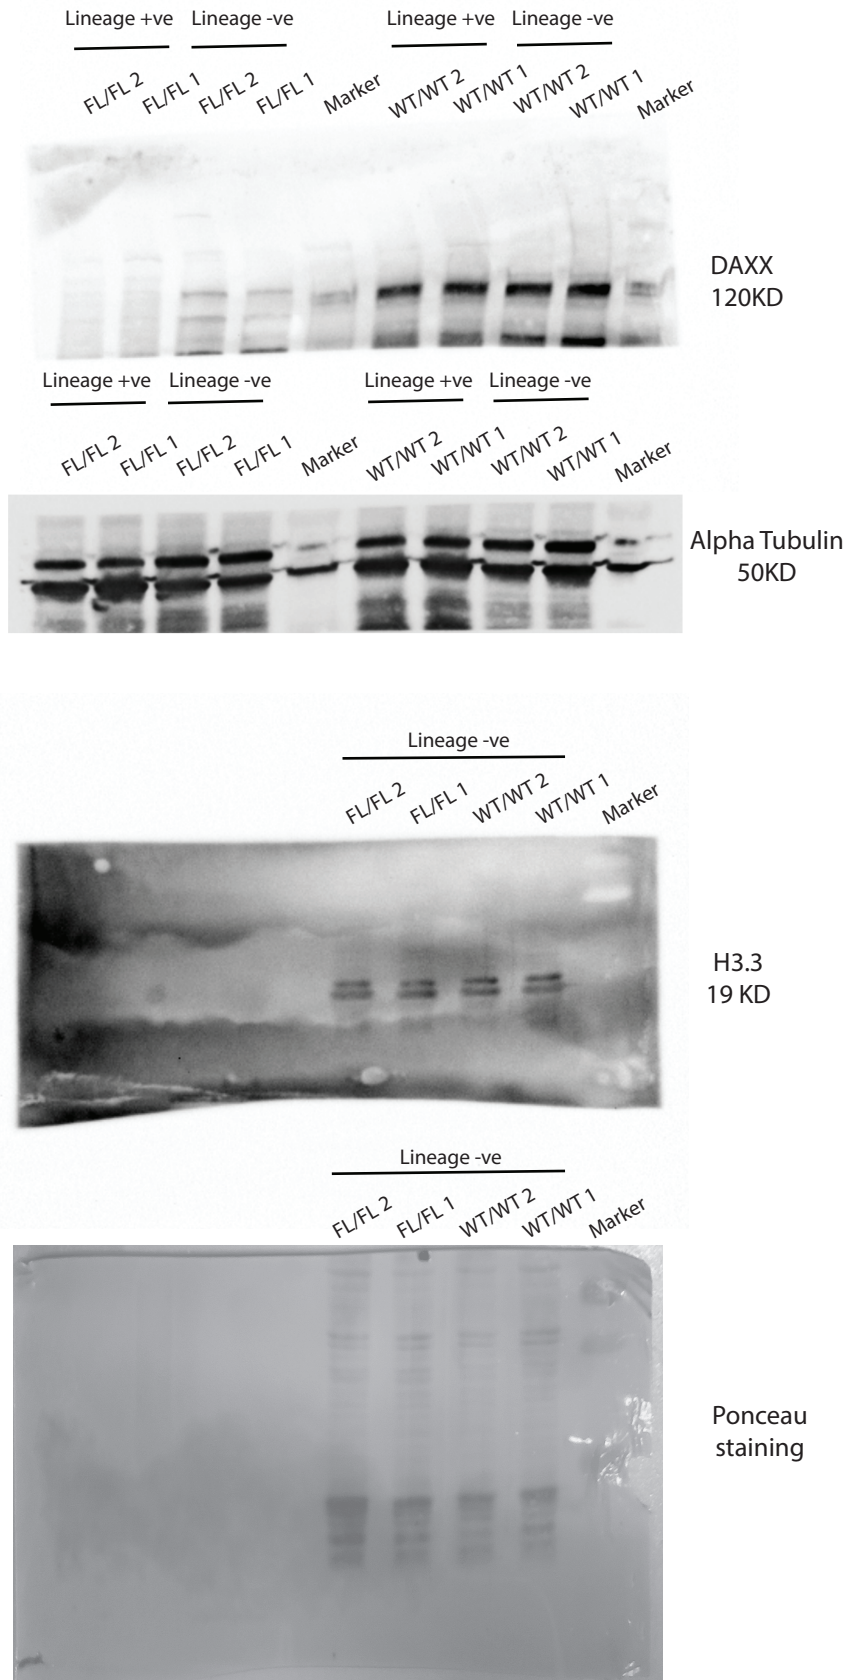 Lineage +ve Lineage -ve Lineage +ve Lineage -ve
FL/FL 2 FL/FL 1 FL/FL 2 FL/FL 1 Marker WT/WT 2 WT/WT 1 WT/WT 2 WT/WT 1 Marker
DAXX
120KD
Lineage +ve Lineage -ve Lineage +ve Lineage -ve
FL/FL 2 FL/FL 1 FL/FL 2 FL/FL 1 Marker WT/WT 2 WT/WT 1 WT/WT 2 WT/WT 1 Marker
Alpha Tubulin
50KD
Lineage -ve
FL/FL 2 FL/FL 1 WT/WT 2 WT/WT 1 Marker
H3.3
19 KD
Lineage -ve
FL/FL 2 FL/FL 1 WT/WT 2 WT/WT 1 Marker
Ponceau
staining